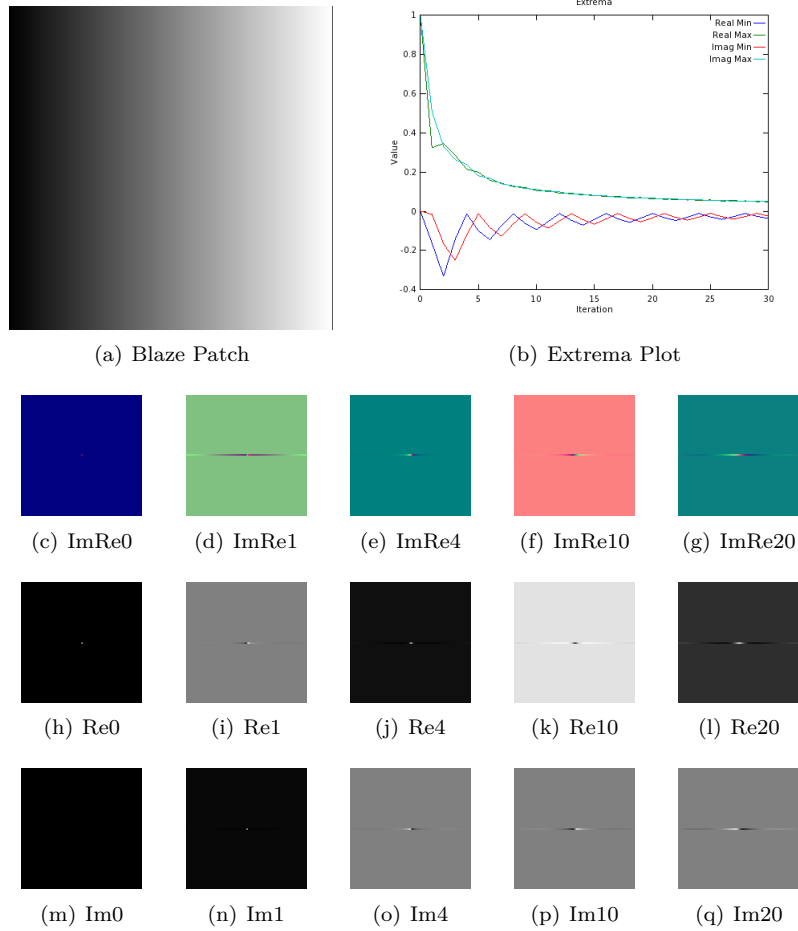 Extrema
Real Min
Real Max
Imag Min
Imag Max
1
0.8
0.6
0.4
0.2
0
-0.2
-0.4
Value
0 5 10 15 20 25 30
Iteration
(a) Blaze Patch
(b) Extrema Plot
(c) ImRe0
(d) ImRe1
(e) ImRe4
(f) ImRe10
(g) ImRe20
(h) Re0
(i) Re1
(j) Re4
(k) Re10
(l) Re20
(m) Im0
(n) Im1
(o) Im4
(p) Im10
(q) Im20